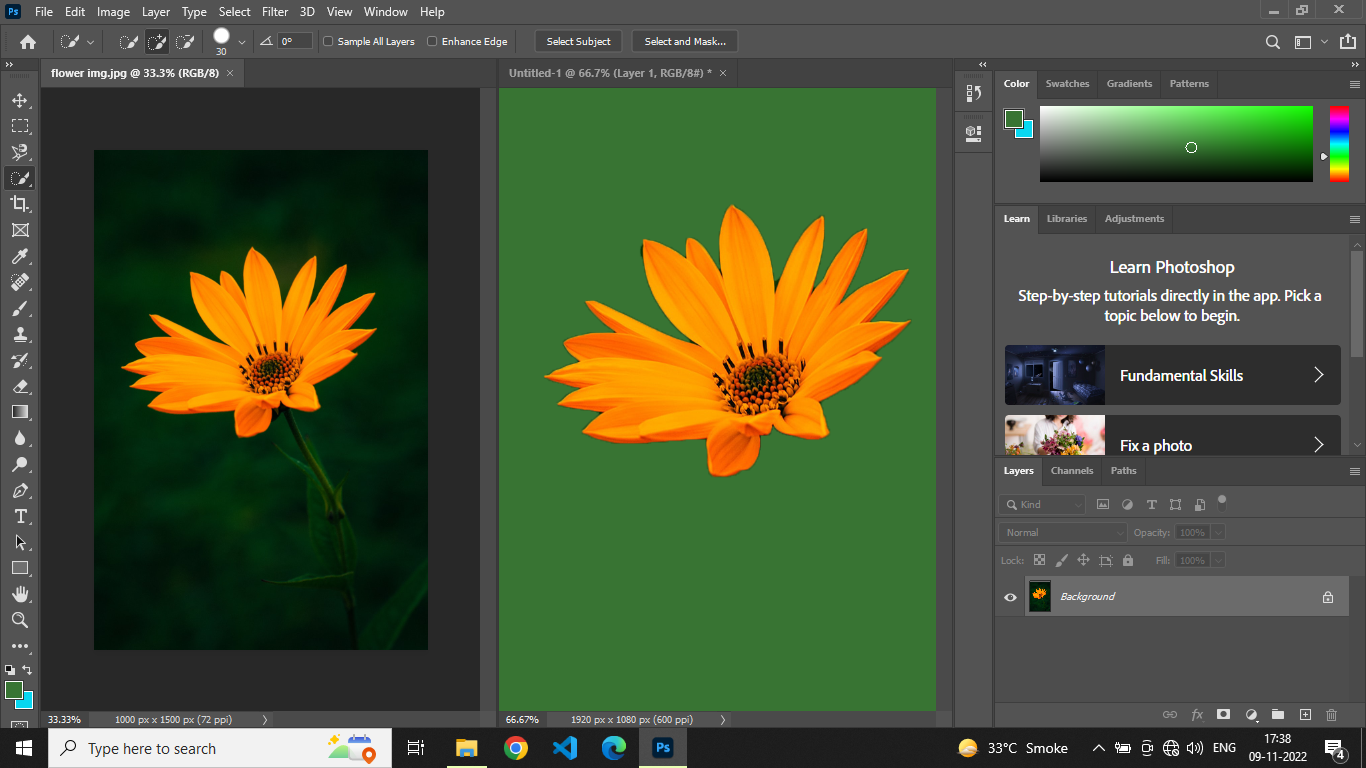 Ps File Edit Image Layer Type Select Filter 3D View Window Help
30 0° Sample All Layers Enhance Edge Select Subject Select and Mask...
flower img.jpg @ 33.3% (RGB/8) × Untitled-1 @ 66.7% (Layer 1, RGB/8#) * ×
Color Swatches Gradients Patterns
Learn Libraries Adjustments
Learn Photoshop
Step-by-step tutorials directly in the app. Pick a
topic below to begin.
Fundamental Skills
Fix a photo
Layers Channels Paths
Kind
Normal Opacity: 100%
Lock: Fill: 100%
Background
fx
33.33% 1000 px x 1500 px (72 ppi) 66.67% 1920 px x 1080 px (600 ppi)
Type here to search Ps 33°C Smoke ENG 17:38
09-11-2022 4